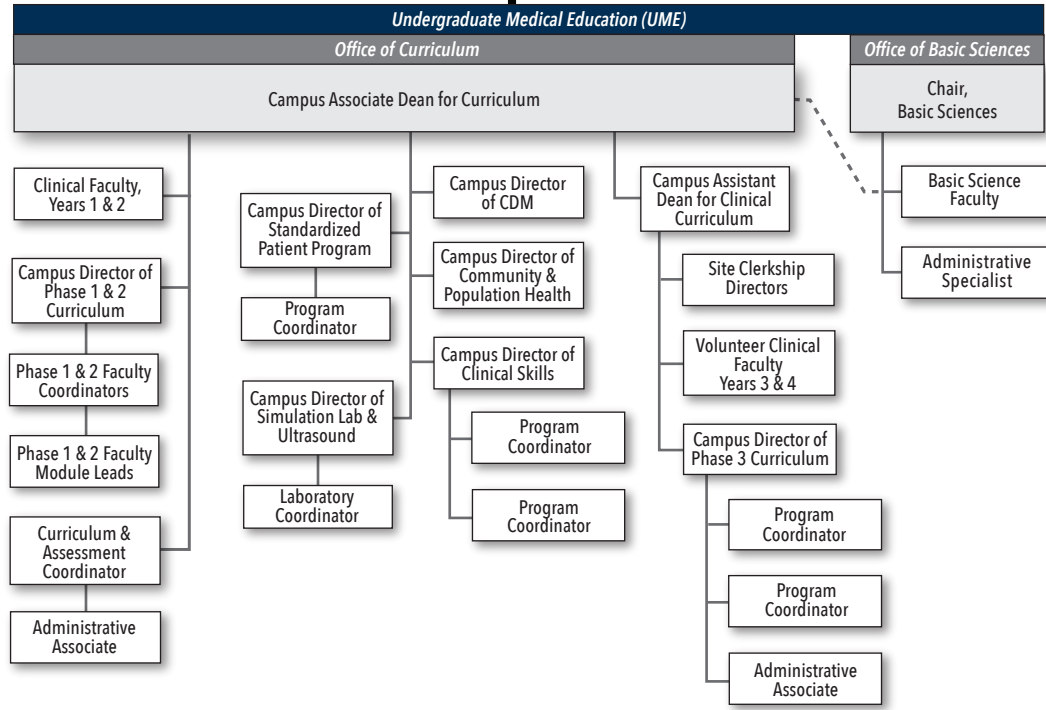 Undergraduate Medical Education (UME)
Office of Curriculum
Office of Basic Sciences
Campus Associate Dean for Curriculum
Chair,
Basic Sciences
Clinical Faculty,
Years 1 & 2
Campus Director of
Phase 1 & 2
Curriculum
Phase 1 & 2 Faculty
Coordinators
Phase 1 & 2 Faculty
Module Leads
Curriculum &
Assessment
Coordinator
Administrative
Associate
Campus Director of
Standardized
Patient Program
Program
Coordinator
Campus Director of
Simulation Lab &
Ultrasound
Laboratory
Coordinator
Campus Director
of CDM
Campus Director of
Community &
Population Health
Campus Director of
Clinical Skills
Program
Coordinator
Program
Coordinator
Campus Assistant
Dean for Clinical
Curriculum
Site Clerkship
Directors
Volunteer Clinical
Faculty
Years 3 & 4
Campus Director of
Phase 3 Curriculum
Program
Coordinator
Program
Coordinator
Administrative
Associate
Basic Science
Faculty
Administrative
Specialist